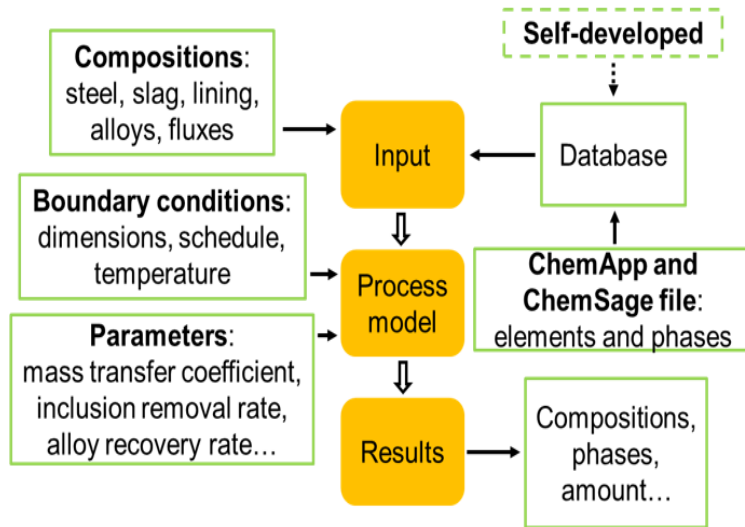 Compositions:
steel, slag, lining,
alloys, fluxes
Self-developed
Input
Database
Boundary conditions:
dimensions, schedule,
temperature
Process
model
ChemApp and
ChemSage file:
elements and phases
Parameters:
mass transfer coefficient,
inclusion removal rate,
alloy recovery rate…
Results
Compositions,
phases,
amount…